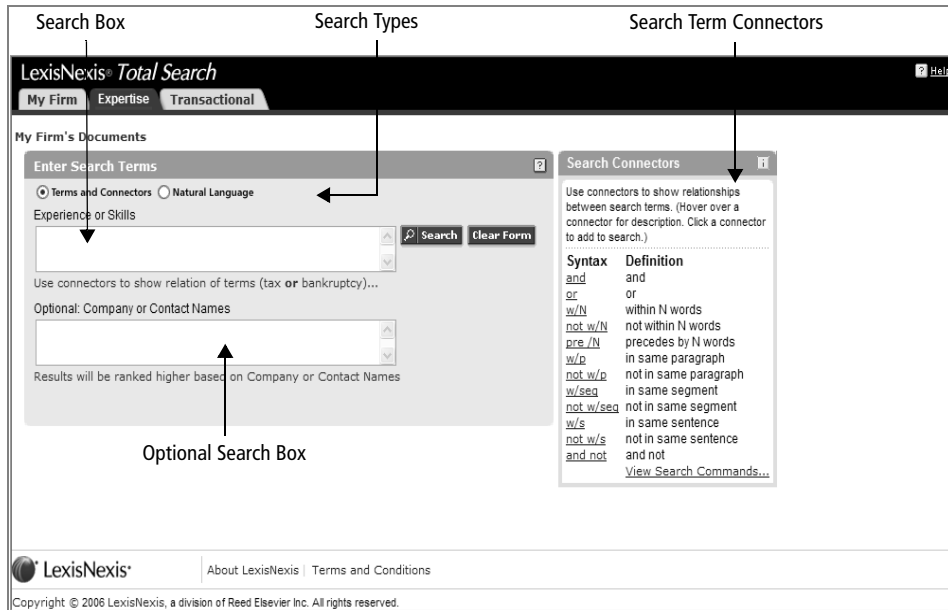 Search Box Search Types Search Term Connectors
LexisNexis® Total Search
? Help
My Firm Expertise Transactional
My Firm's Documents
Enter Search Terms ?
Terms and Connectors Natural Language
Experience or Skills
Search Clear Form
Use connectors to show relation of terms (tax or bankruptcy)...
Optional: Company or Contact Names
Results will be ranked higher based on Company or Contact Names
Optional Search Box
Search Connectors i
Use connectors to show relationships
between search terms. (Hover over a
connector for description. Click a connector
to add to search.)
Syntax Definition
and and
or or
w/N within N words
not w/N not within N words
pre /N precedes by N words
w/p in same paragraph
not w/p not in same paragraph
w/seg in same segment
not w/seg not in same segment
w/s in same sentence
not w/s not in same sentence
and not and not
View Search Commands...
LexisNexis® About LexisNexis | Terms and Conditions
Copyright © 2006 LexisNexis, a division of Reed Elsevier Inc. All rights reserved.